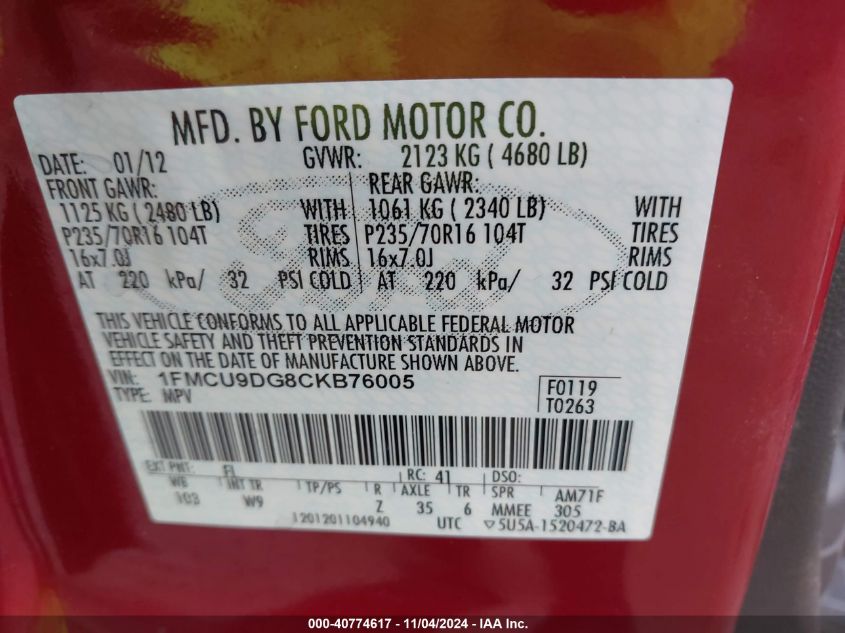 MFD. BY FORD MOTOR CO.
DATE: 01/12 GVWR: 2123 KG ( 4680 LB)
FRONT GAWR: REAR GAWR:
1125 KG ( 2480 LB) WITH 1061 KG ( 2340 LB) WITH
P235/70R16 104T TIRES P235/70R16 104T TIRES
16x7.0J RIMS 16x7.0J RIMS
AT 220 kPa/ 32 PSI COLD AT 220 kPa/ 32 PSI COLD
Ford
THIS VEHICLE CONFORMS TO ALL APPLICABLE FEDERAL MOTOR
VEHICLE SAFETY AND THEFT PREVENTION STANDARDS IN
EFFECT ON THE DATE OF MANUFACTURE SHOWN ABOVE.
VIN: 1FMCU9DG8CKB76005 F0119
TYPE: MPV T0263
EXT PNT: RC: 41 DSO:
WB INT TR TP/PS R AXLE TR SPR AM71F
103 W9 Z 35 6 MMEE 305
1201201104940 UTC ▽5U5A-1520472-BA
000-40774617 - 11/04/2024 - IAA Inc.